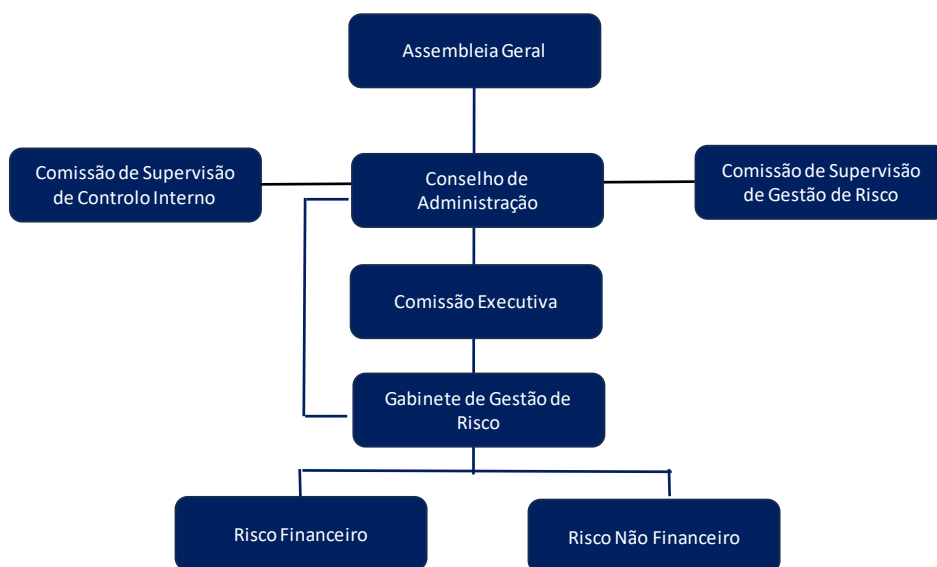 Assembleia Geral
Comissão de Supervisão
de Controlo Interno
Conselho de
Administração
Comissão de Supervisão
de Gestão de Risco
Comissão Executiva
Gabinete de Gestão de
Risco
Risco Financeiro
Risco Não Financeiro